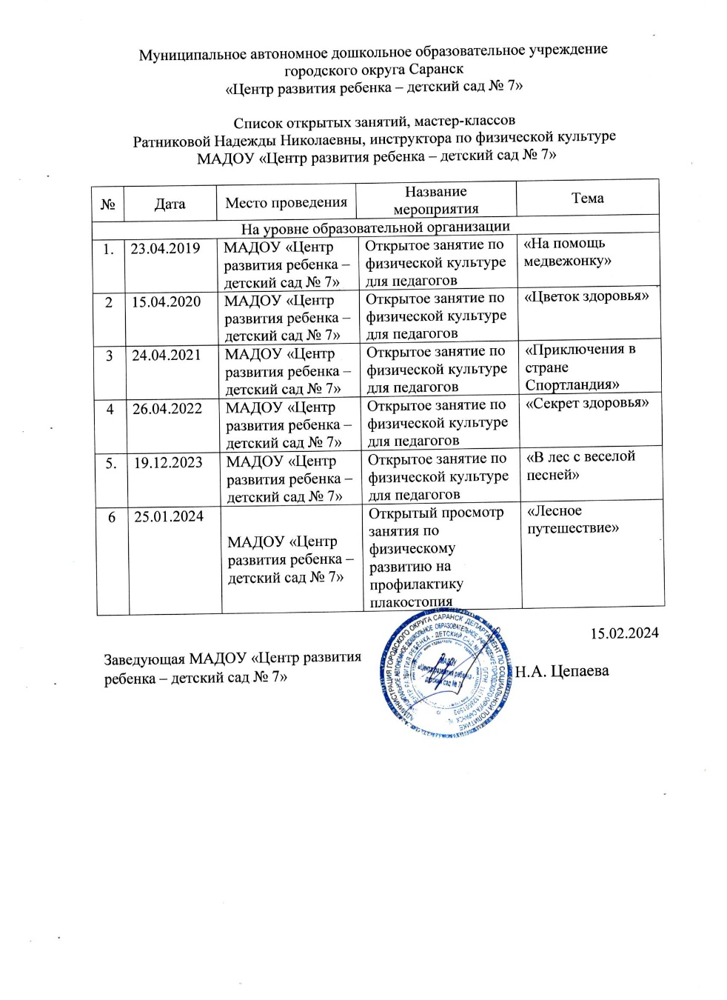 Муниципальное автономное дошкольное образовательное учреждение
городского округа Саранск
«Центр развития ребенка – детский сад № 7»
Список открытых занятий, мастер-классов
Ратниковой Надежды Николаевны, инструктора по физической культуре
МАДОУ «Центр развития ребенка – детский сад № 7»
№ Дата Место проведения Название мероприятия Тема
На уровне образовательной организации
1. 23.04.2019 МАДОУ «Центр Открытое занятие по «На помощь
развития ребенка – физической культуре медвежонку»
детский сад № 7» для педагогов
2 15.04.2020 МАДОУ «Центр Открытое занятие по «Цветок здоровья»
развития ребенка – физической культуре
детский сад № 7» для педагогов
3 24.04.2021 МАДОУ «Центр Открытое занятие по «Приключения в
развития ребенка – физической культуре стране
детский сад № 7» для педагогов Спортландия»
4 26.04.2022 МАДОУ «Центр Открытое занятие по «Секрет здоровья»
развития ребенка – физической культуре
детский сад № 7» для педагогов
5. 19.12.2023 МАДОУ «Центр Открытое занятие по «В лес с веселой
развития ребенка – физической культуре песней»
детский сад № 7» для педагогов
6 25.01.2024 Открытый просмотр «Лесное
занятия по путешествие»
МАДОУ «Центр физическому
развития ребенка – развитию на
детский сад № 7» профилактику
плакостопия
15.02.2024
Заведующая МАДОУ «Центр развития
ребенка – детский сад № 7» Н.А. Цепаева
АДМИНИСТРАЦИЯ ГОРОДСКОГО ОКРУГА САРАНСК ДЕПАРТАМЕНТ ПО СОЦИАЛЬНОЙ ПОЛИТИКЕ
МАДОУ
«Центр развития ребенка -
детский сад № 7»